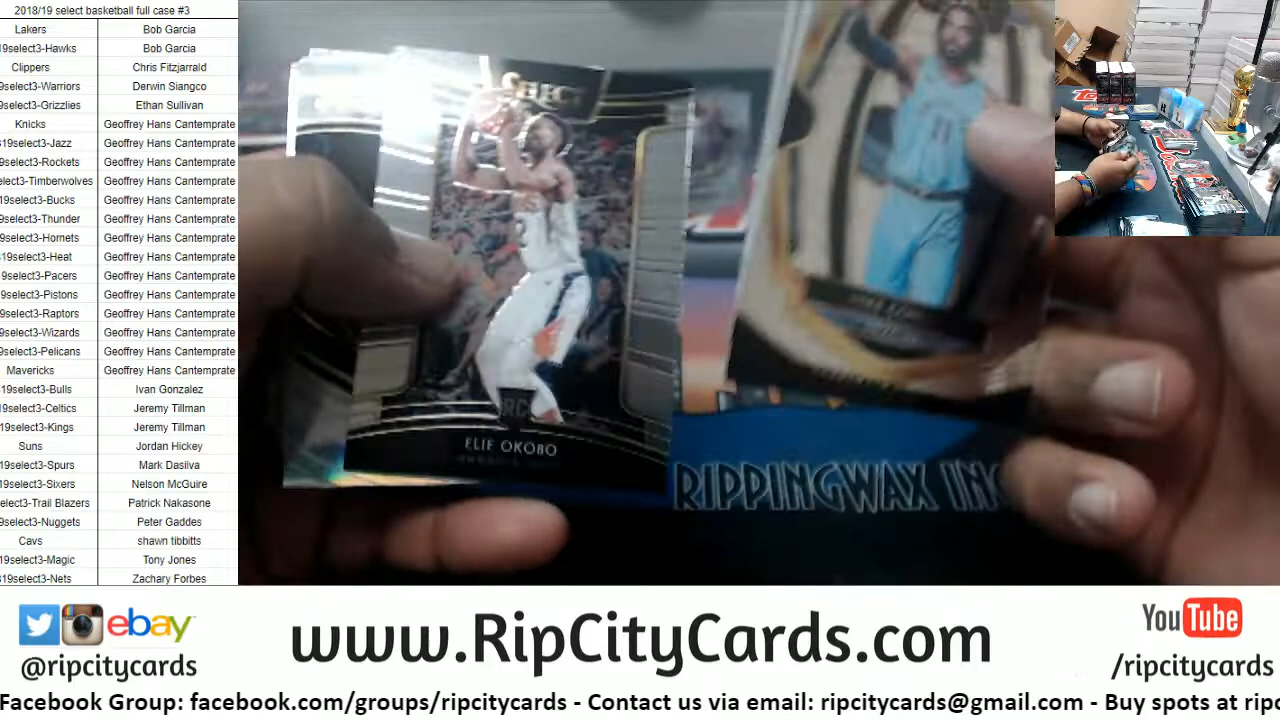 2018/19 select basketball full case #3
Lakers Bob Garcia
19select3-Hawks Bob Garcia
Clippers Chris Fitzjarrald
9select3-Warriors Derwin Siangco
9select3-Grizzlies Ethan Sullivan
Knicks Geoffrey Hans Cantemprate
19select3-Jazz Geoffrey Hans Cantemprate
9select3-Rockets Geoffrey Hans Cantemprate
elect3-Timberwolves Geoffrey Hans Cantemprate
9select3-Bucks Geoffrey Hans Cantemprate
9select3-Thunder Geoffrey Hans Cantemprate
9select3-Hornets Geoffrey Hans Cantemprate
19select3-Heat Geoffrey Hans Cantemprate
9select3-Pacers Geoffrey Hans Cantemprate
9select3-Pistons Geoffrey Hans Cantemprate
9select3-Raptors Geoffrey Hans Cantemprate
9select3-Wizards Geoffrey Hans Cantemprate
9select3-Pelicans Geoffrey Hans Cantemprate
Mavericks Geoffrey Hans Cantemprate
19select3-Bulls Ivan Gonzalez
19select3-Celtics Jeremy Tillman
19select3-Kings Jeremy Tillman
Suns Jordan Hickey
19select3-Spurs Mark Dasilva
19select3-Sixers Nelson McGuire
elect3-Trail Blazers Patrick Nakasone
9select3-Nuggets Peter Gaddes
Cavs shawn tibbitts
19select3-Magic Tony Jones
19select3-Nets Zachary Forbes
SELECT
RC
ELIE OKOBO
RIPPINGWAX INC
ebay
@ripcitycards
www.RipCityCards.com
YouTube
/ripcitycards
Facebook Group: facebook.com/groups/ripcitycards - Contact us via email: ripcitycards@gmail.com - Buy spots at ripc